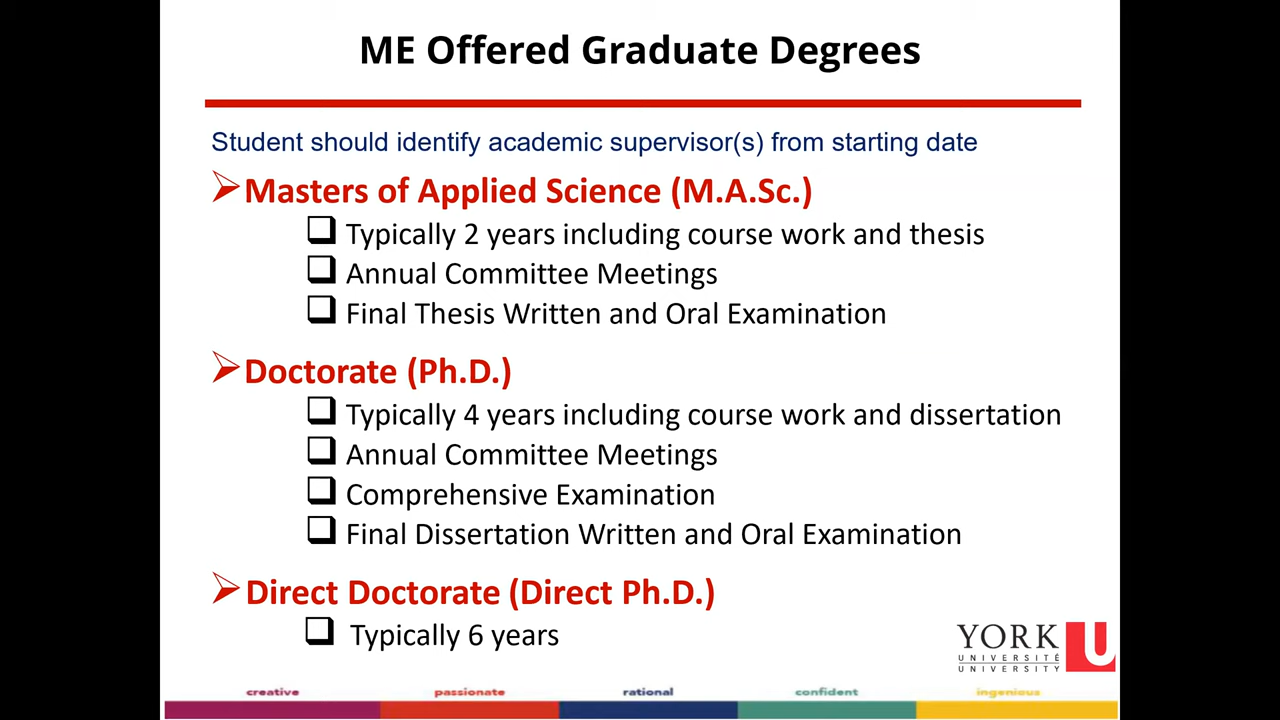 ME Offered Graduate Degrees
Student should identify academic supervisor(s) from starting date
Masters of Applied Science (M.A.Sc.)
Typically 2 years including course work and thesis
Annual Committee Meetings
Final Thesis Written and Oral Examination
Doctorate (Ph.D.)
Typically 4 years including course work and dissertation
Annual Committee Meetings
Comprehensive Examination
Final Dissertation Written and Oral Examination
Direct Doctorate (Direct Ph.D.)
Typically 6 years
YORK U
UNIVERSITÉ
UNIVERSITY
creative passionate rational confident ingenious